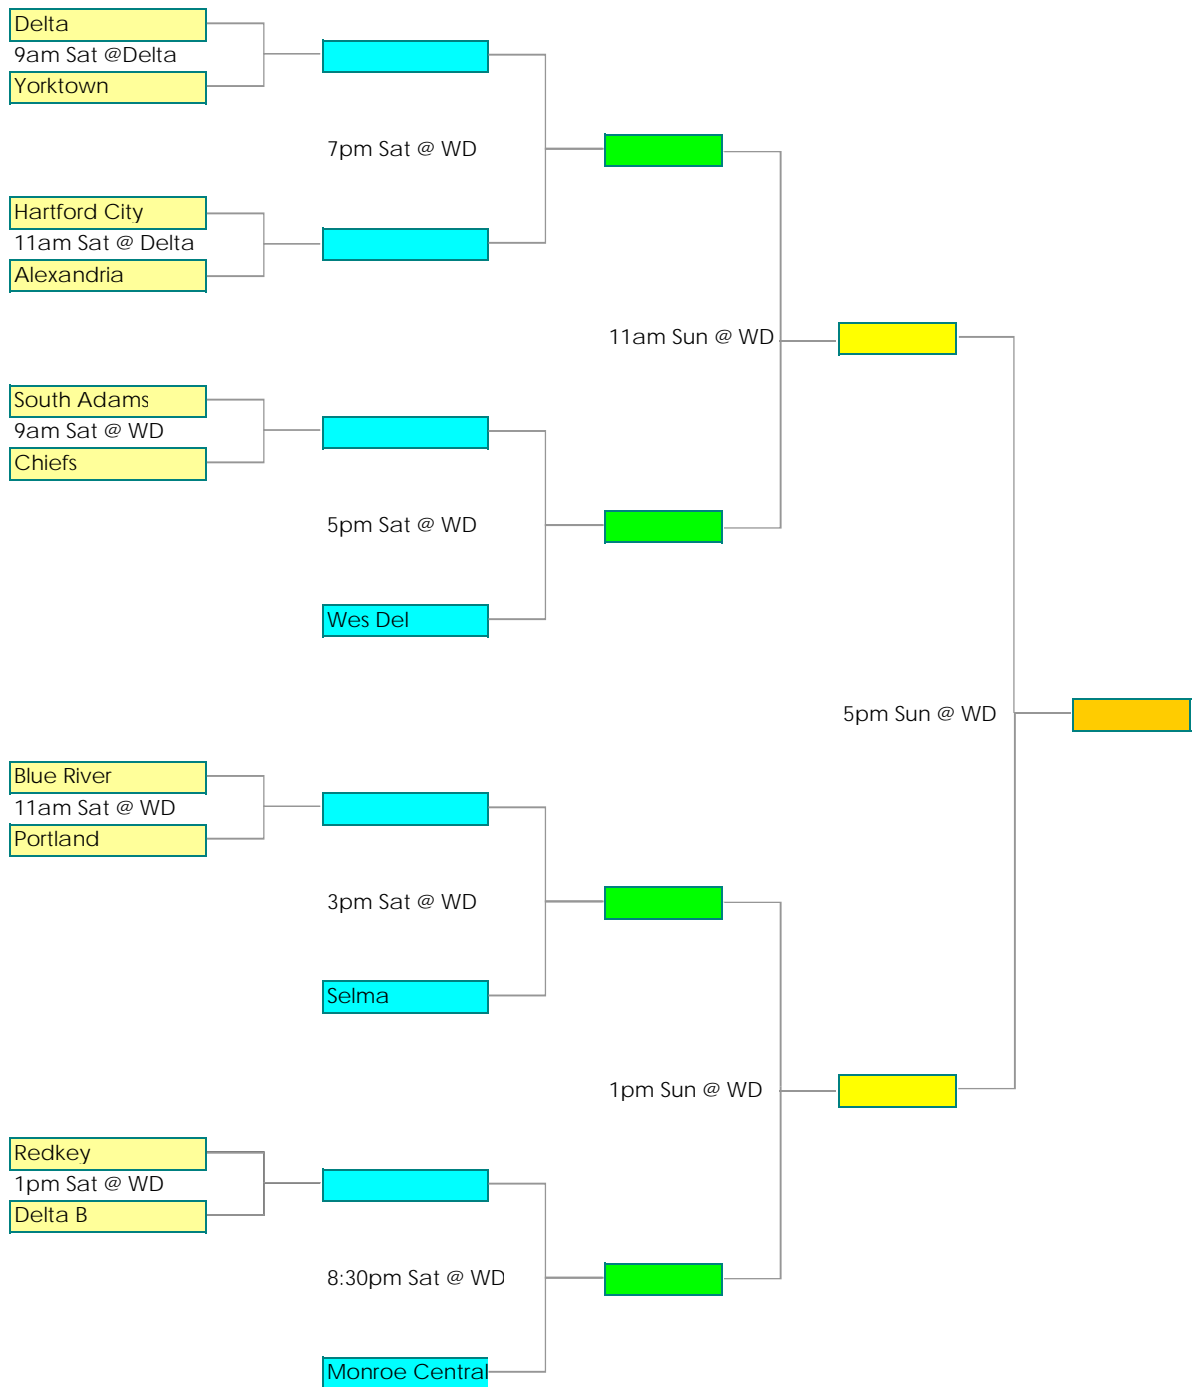 Delta
9am Sat @Delta
Yorktown
7pm Sat @ WD
Hartford City
11am Sat @ Delta
Alexandria
11am Sun @ WD
South Adams
9am Sat @ WD
Chiefs
5pm Sat @ WD
Wes Del
5pm Sun @ WD
Blue River
11am Sat @ WD
Portland
3pm Sat @ WD
Selma
1pm Sun @ WD
Redkey
1pm Sat @ WD
Delta B
8:30pm Sat @ WD
Monroe Central